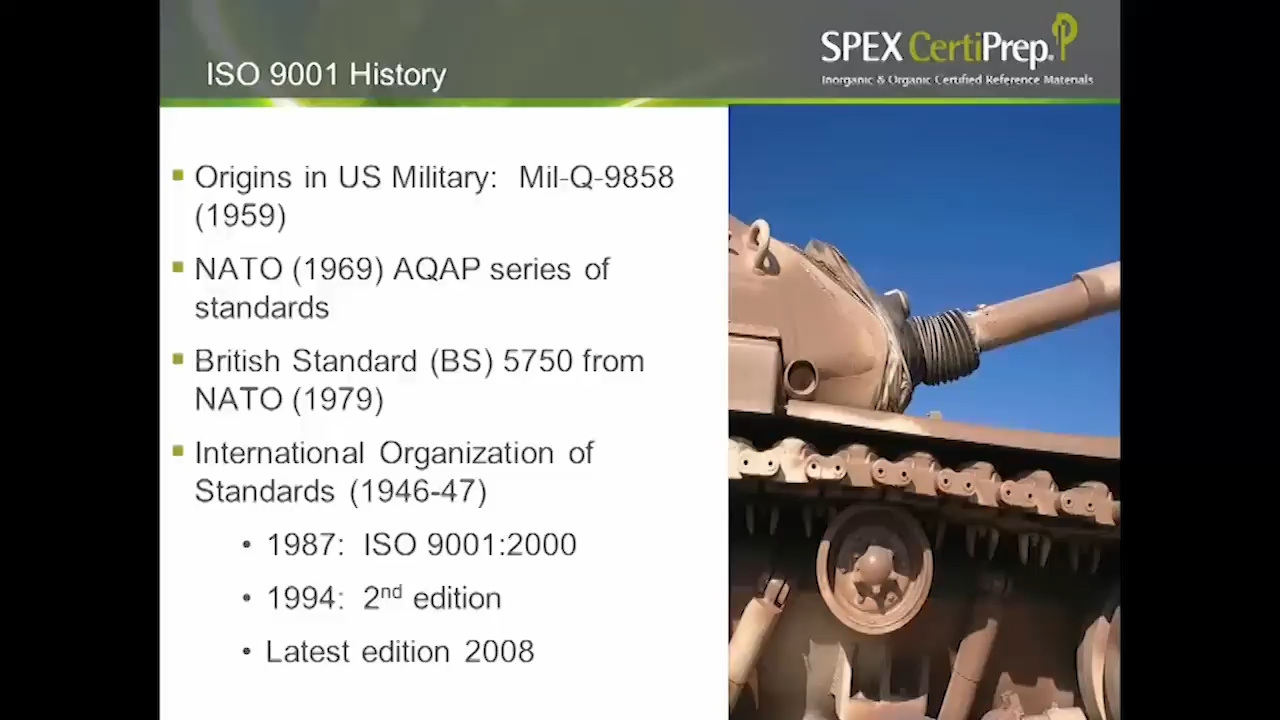 SPEX CertiPrep.
Inorganic & Organic Certified Reference Materials
ISO 9001 History
Origins in US Military: Mil-Q-9858
(1959)
NATO (1969) AQAP series of
standards
British Standard (BS) 5750 from
NATO (1979)
International Organization of
Standards (1946-47)
• 1987: ISO 9001:2000
• 1994: 2nd edition
• Latest edition 2008